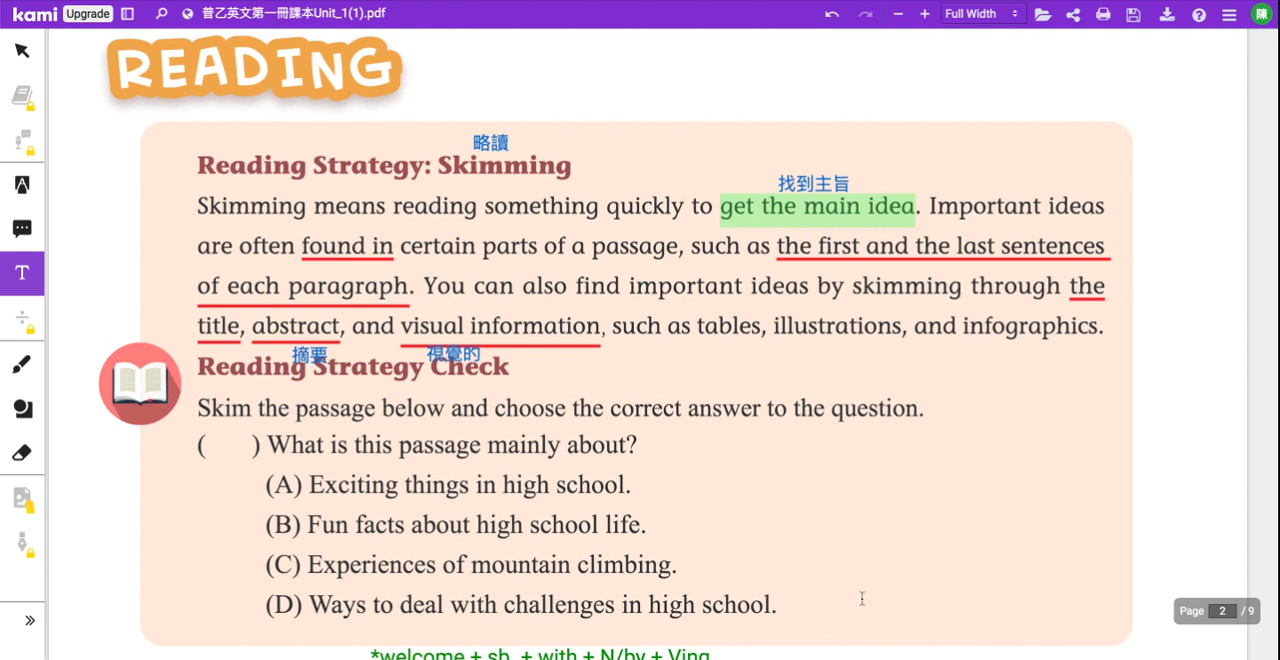 kami Upgrade 普乙英文第一冊課本Unit_1(1).pdf Full Width 陳
READING
略讀
Reading Strategy: Skimming
找到主旨
Skimming means reading something quickly to get the main idea. Important ideas
are often found in certain parts of a passage, such as the first and the last sentences
of each paragraph. You can also find important ideas by skimming through the
title, abstract, and visual information, such as tables, illustrations, and infographics.
摘要 視覺的
Reading Strategy Check
Skim the passage below and choose the correct answer to the question.
( ) What is this passage mainly about?
(A) Exciting things in high school.
(B) Fun facts about high school life.
(C) Experiences of mountain climbing.
(D) Ways to deal with challenges in high school.
Page 2 / 9
*welcome + sb. + with + N/by + Ving